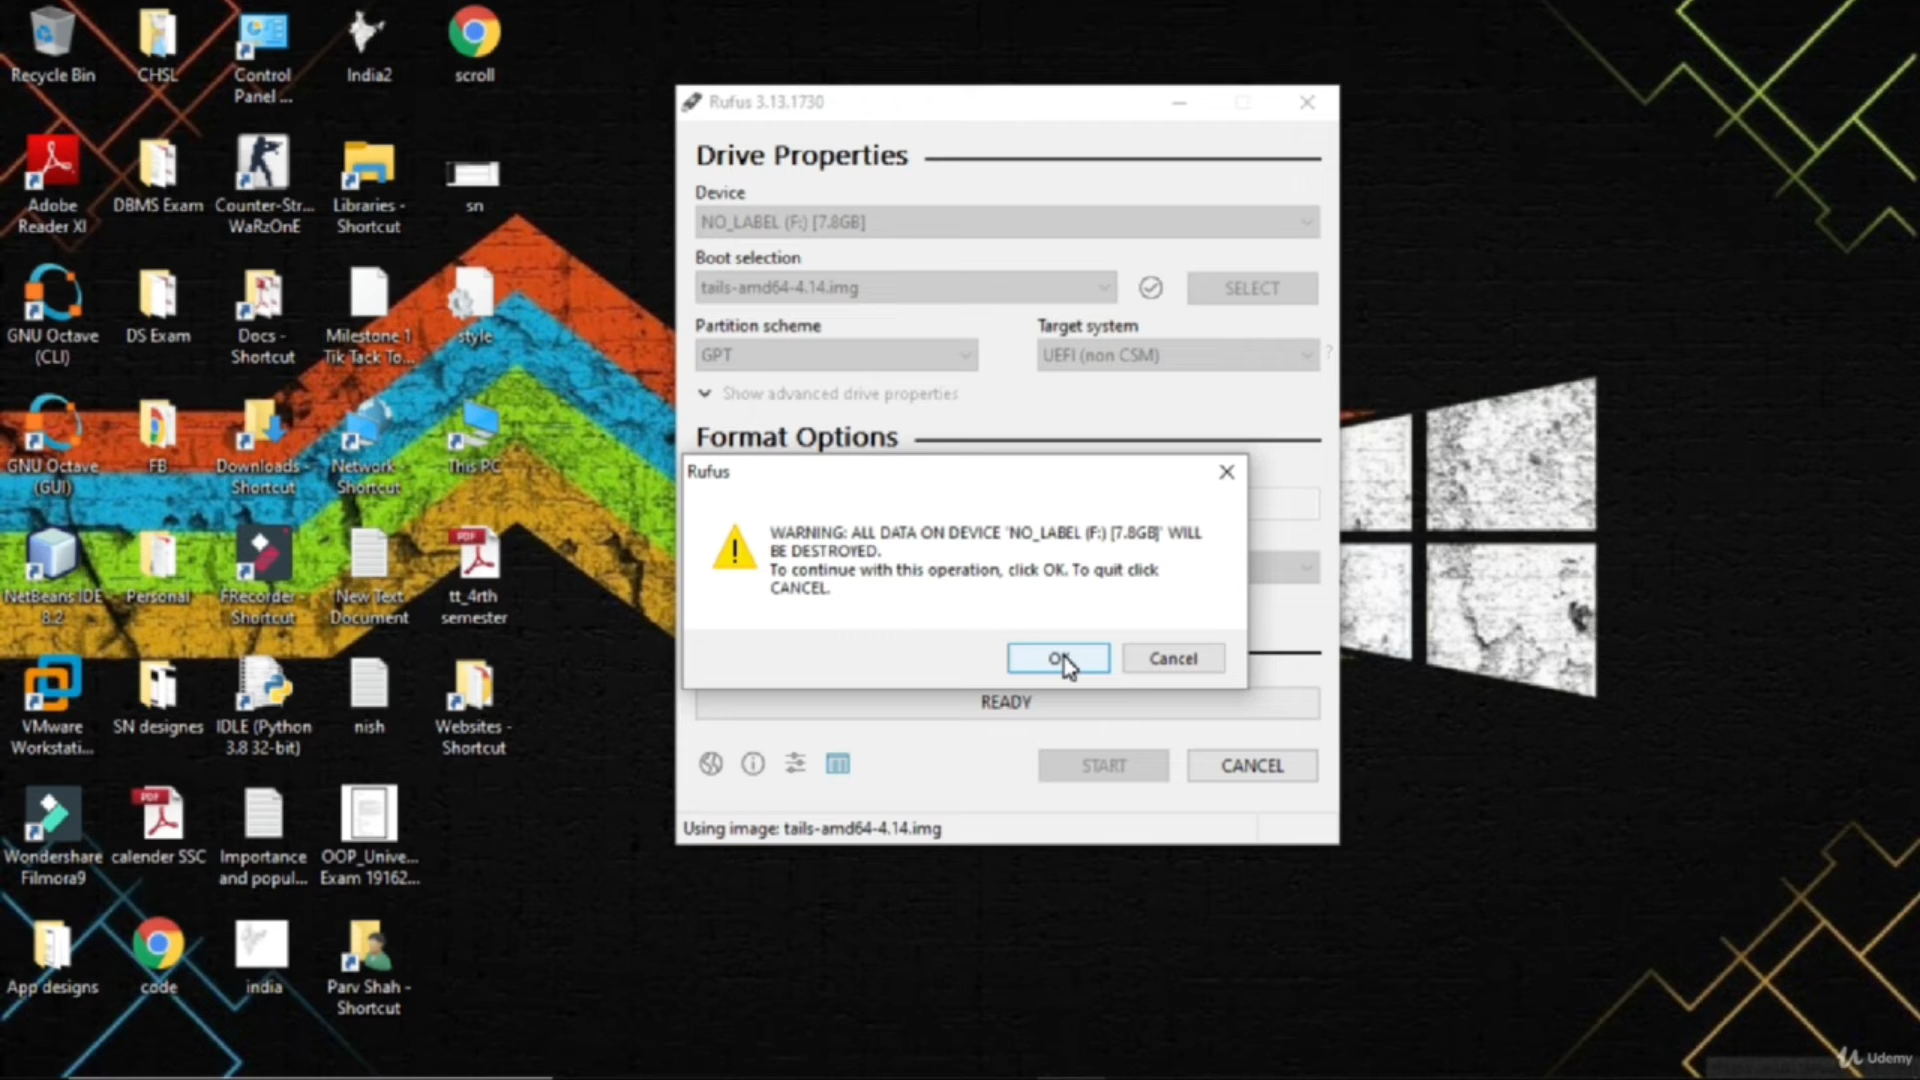 Recycle Bin
CHSL
Control
Panel ...
India2
scroll
Adobe
Reader XI
DBMS Exam
Counter-Str...
WaRzOnE
Libraries -
Shortcut
sn
GNU Octave
(CLI)
DS Exam
Docs -
Shortcut
Milestone 1
Tik Tack To...
style
GNU Octave
(GUI)
FB
Downloads -
Shortcut
Network -
Shortcut
This PC
NetBeans IDE
8.2
Personal
FRecorder -
Shortcut
New Text
Document
PDF
tt_4rth
semester
VMware
Workstati...
SN designes
IDLE (Python
3.8 32-bit)
nish
Websites -
Shortcut
Wondershare
Filmora9
PDF
calender SSC
Importance
and popul...
OOP_Unive...
Exam 19162...
App designs
code
india
Parv Shah -
Shortcut
Rufus 3.13.1730
Drive Properties
Device
NO_LABEL (F:) [7.8GB]
Boot selection
tails-amd64-4.14.img
SELECT
Partition scheme
Target system
GPT
UEFI (non CSM)
?
Show advanced drive properties
Format Options
Rufus
WARNING: ALL DATA ON DEVICE 'NO_LABEL (F:) [7.8GB]' WILL
BE DESTROYED.
To continue with this operation, click OK. To quit click
CANCEL.
OK
Cancel
READY
START
CANCEL
Using image: tails-amd64-4.14.img
Udemy